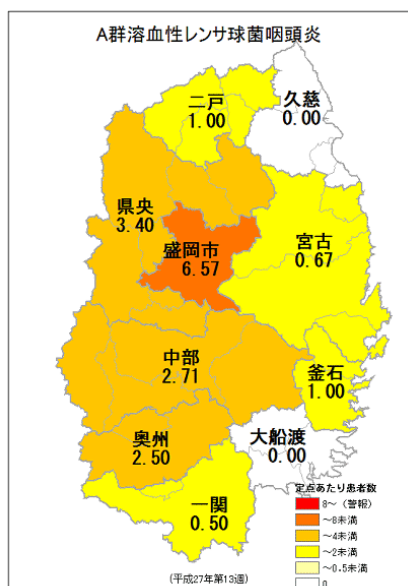 A群溶血性レンサ球菌咽頭炎
二戸
1.00
久慈
0.00
県央
3.40
盛岡市
6.57
宮古
0.67
中部
2.71
釜石
1.00
奥州
2.50
大船渡
0.00
一関
0.50
定点あたり患者数
8～（警報）
～8未満
～4未満
～2未満
～0.5未満
0
(平成27年第13週)